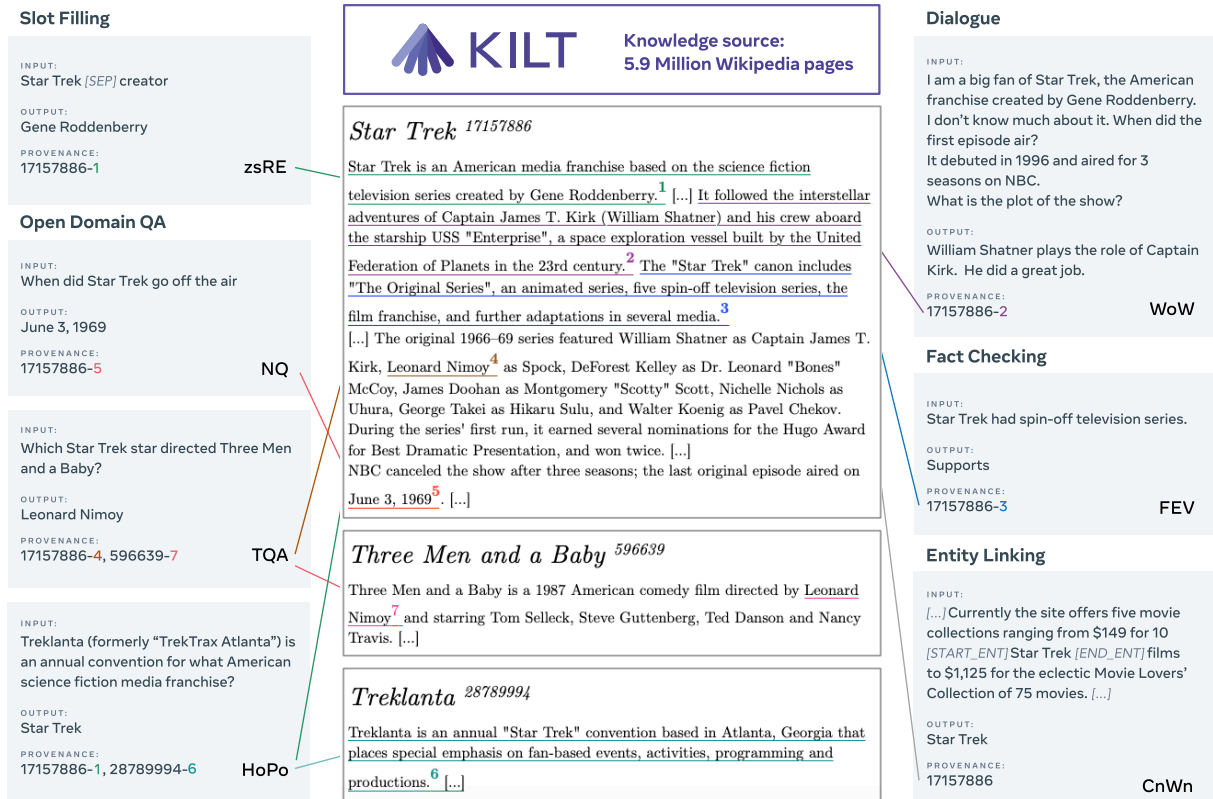 Slot Filling
INPUT:
Star Trek [SEP] creator
OUTPUT:
Gene Roddenberry
PROVENANCE:
17157886-1
zsRE
Open Domain QA
INPUT:
When did Star Trek go off the air
OUTPUT:
June 3, 1969
PROVENANCE:
17157886-5
NQ
INPUT:
Which Star Trek star directed Three Men
and a Baby?
OUTPUT:
Leonard Nimoy
PROVENANCE:
17157886-4, 596639-7
TQA
INPUT:
Treklanta (formerly “TrekTrax Atlanta”) is
an annual convention for what American
science fiction media franchise?
OUTPUT:
Star Trek
PROVENANCE:
17157886-1, 28789994-6
HoPo
KILT
Knowledge source:
5.9 Million Wikipedia pages
Star Trek 17157886
Star Trek is an American media franchise based on the science fiction
television series created by Gene Roddenberry.1 [...] It followed the interstellar
adventures of Captain James T. Kirk (William Shatner) and his crew aboard
the starship USS "Enterprise", a space exploration vessel built by the United
Federation of Planets in the 23rd century.2 The "Star Trek" canon includes
"The Original Series", an animated series, five spin-off television series, the
film franchise, and further adaptations in several media.3
[...] The original 1966–69 series featured William Shatner as Captain James T.
Kirk, Leonard Nimoy4 as Spock, DeForest Kelley as Dr. Leonard "Bones"
McCoy, James Doohan as Montgomery "Scotty" Scott, Nichelle Nichols as
Uhura, George Takei as Hikaru Sulu, and Walter Koenig as Pavel Chekov.
During the series' first run, it earned several nominations for the Hugo Award
for Best Dramatic Presentation, and won twice. [...]
NBC canceled the show after three seasons; the last original episode aired on
June 3, 19695. [...]
Three Men and a Baby 596639
Three Men and a Baby is a 1987 American comedy film directed by Leonard
Nimoy7 and starring Tom Selleck, Steve Guttenberg, Ted Danson and Nancy
Travis. [...]
Treklanta 28789994
Treklanta is an annual "Star Trek" convention based in Atlanta, Georgia that
places special emphasis on fan-based events, activities, programming and
productions.6 [...]
Dialogue
INPUT:
I am a big fan of Star Trek, the American
franchise created by Gene Roddenberry.
I don’t know much about it. When did the
first episode air?
It debuted in 1996 and aired for 3
seasons on NBC.
What is the plot of the show?
OUTPUT:
William Shatner plays the role of Captain
Kirk. He did a great job.
PROVENANCE:
17157886-2
WoW
Fact Checking
INPUT:
Star Trek had spin-off television series.
OUTPUT:
Supports
PROVENANCE:
17157886-3
FEV
Entity Linking
INPUT:
[...] Currently the site offers five movie
collections ranging from $149 for 10
[START_ENT] Star Trek [END_ENT] films
to $1,125 for the eclectic Movie Lovers’
Collection of 75 movies. [...]
OUTPUT:
Star Trek
PROVENANCE:
17157886
CnWn